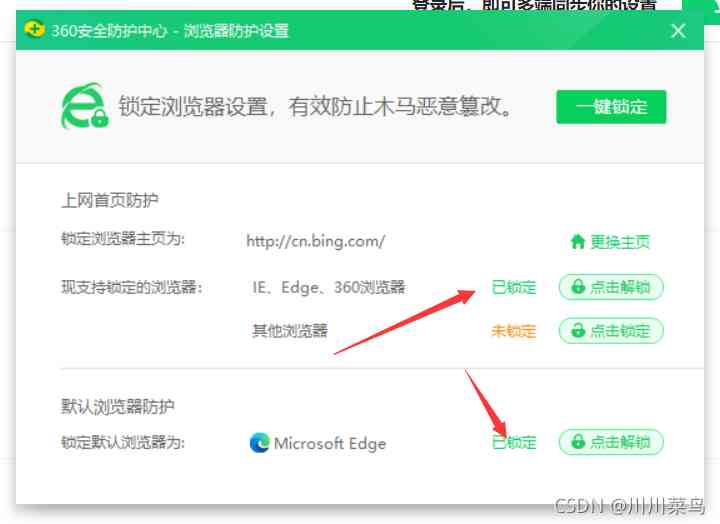 登录后，即可多端同步你的设置
360安全防护中心 - 浏览器防护设置
锁定浏览器设置，有效防止木马恶意篡改。 一键锁定
上网首页防护
锁定浏览器主页为: http://cn.bing.com/ 更换主页
现支持锁定的浏览器: IE、Edge、360浏览器 已锁定 点击解锁
其他浏览器 未锁定 点击锁定
默认浏览器防护
锁定默认浏览器为: Microsoft Edge 已锁定 点击解锁
CSDN @川川菜鸟